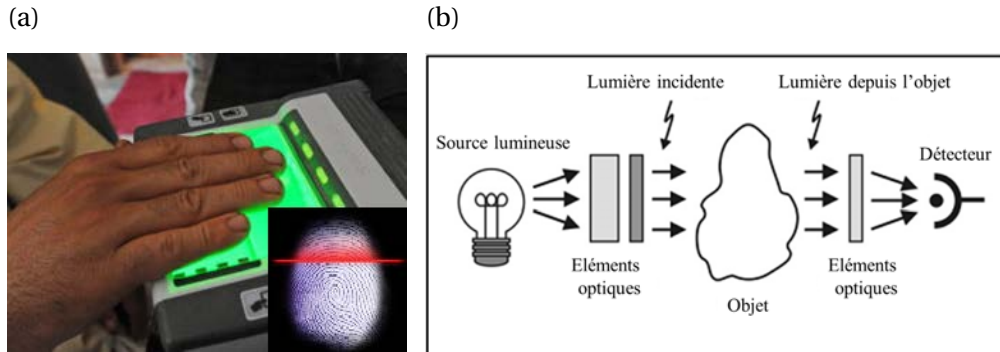 (a)
(b)
Lumière incidente
Lumière depuis l'objet
Source lumineuse
Détecteur
Eléments
optiques
Objet
Eléments
optiques